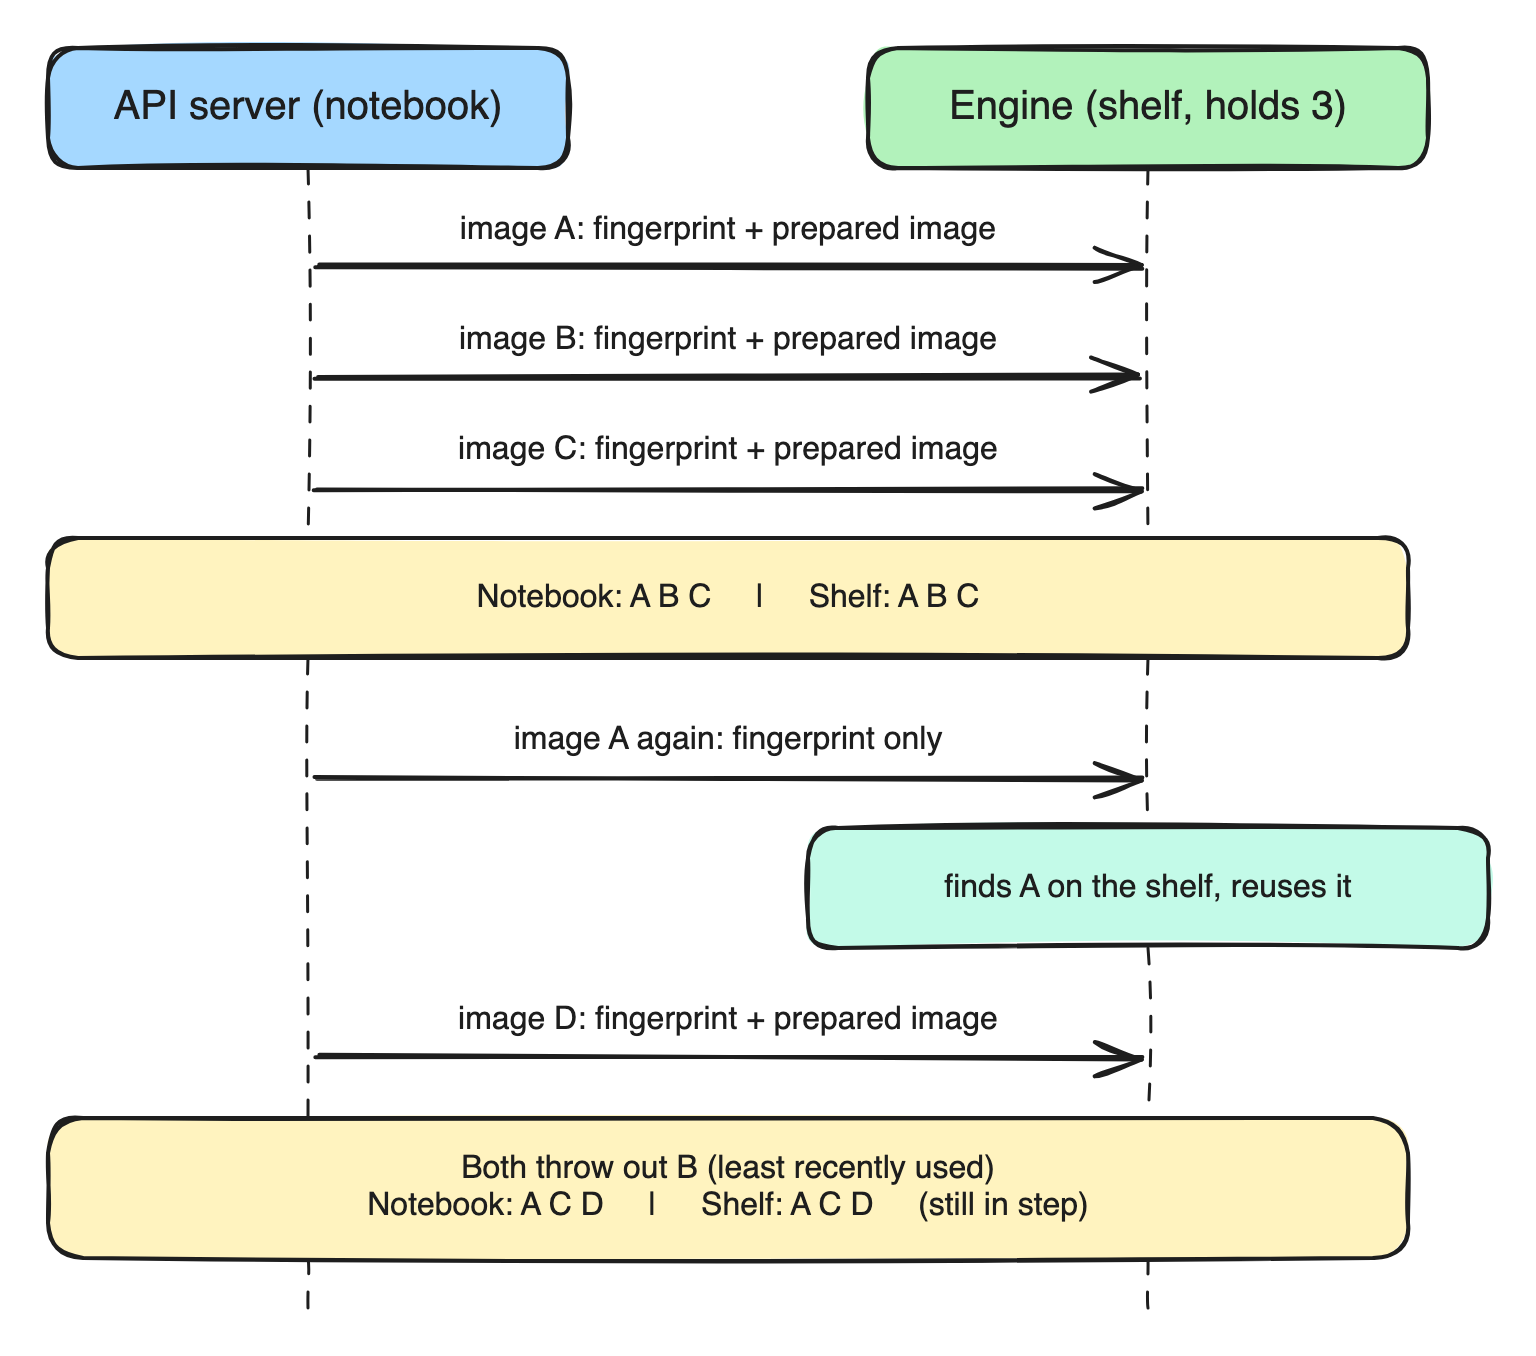 API server (notebook)
Engine (shelf, holds 3)
image A: fingerprint + prepared image
image B: fingerprint + prepared image
image C: fingerprint + prepared image
Notebook: A B C | Shelf: A B C
image A again: fingerprint only
finds A on the shelf, reuses it
image D: fingerprint + prepared image
Both throw out B (least recently used)
Notebook: A C D | Shelf: A C D (still in step)